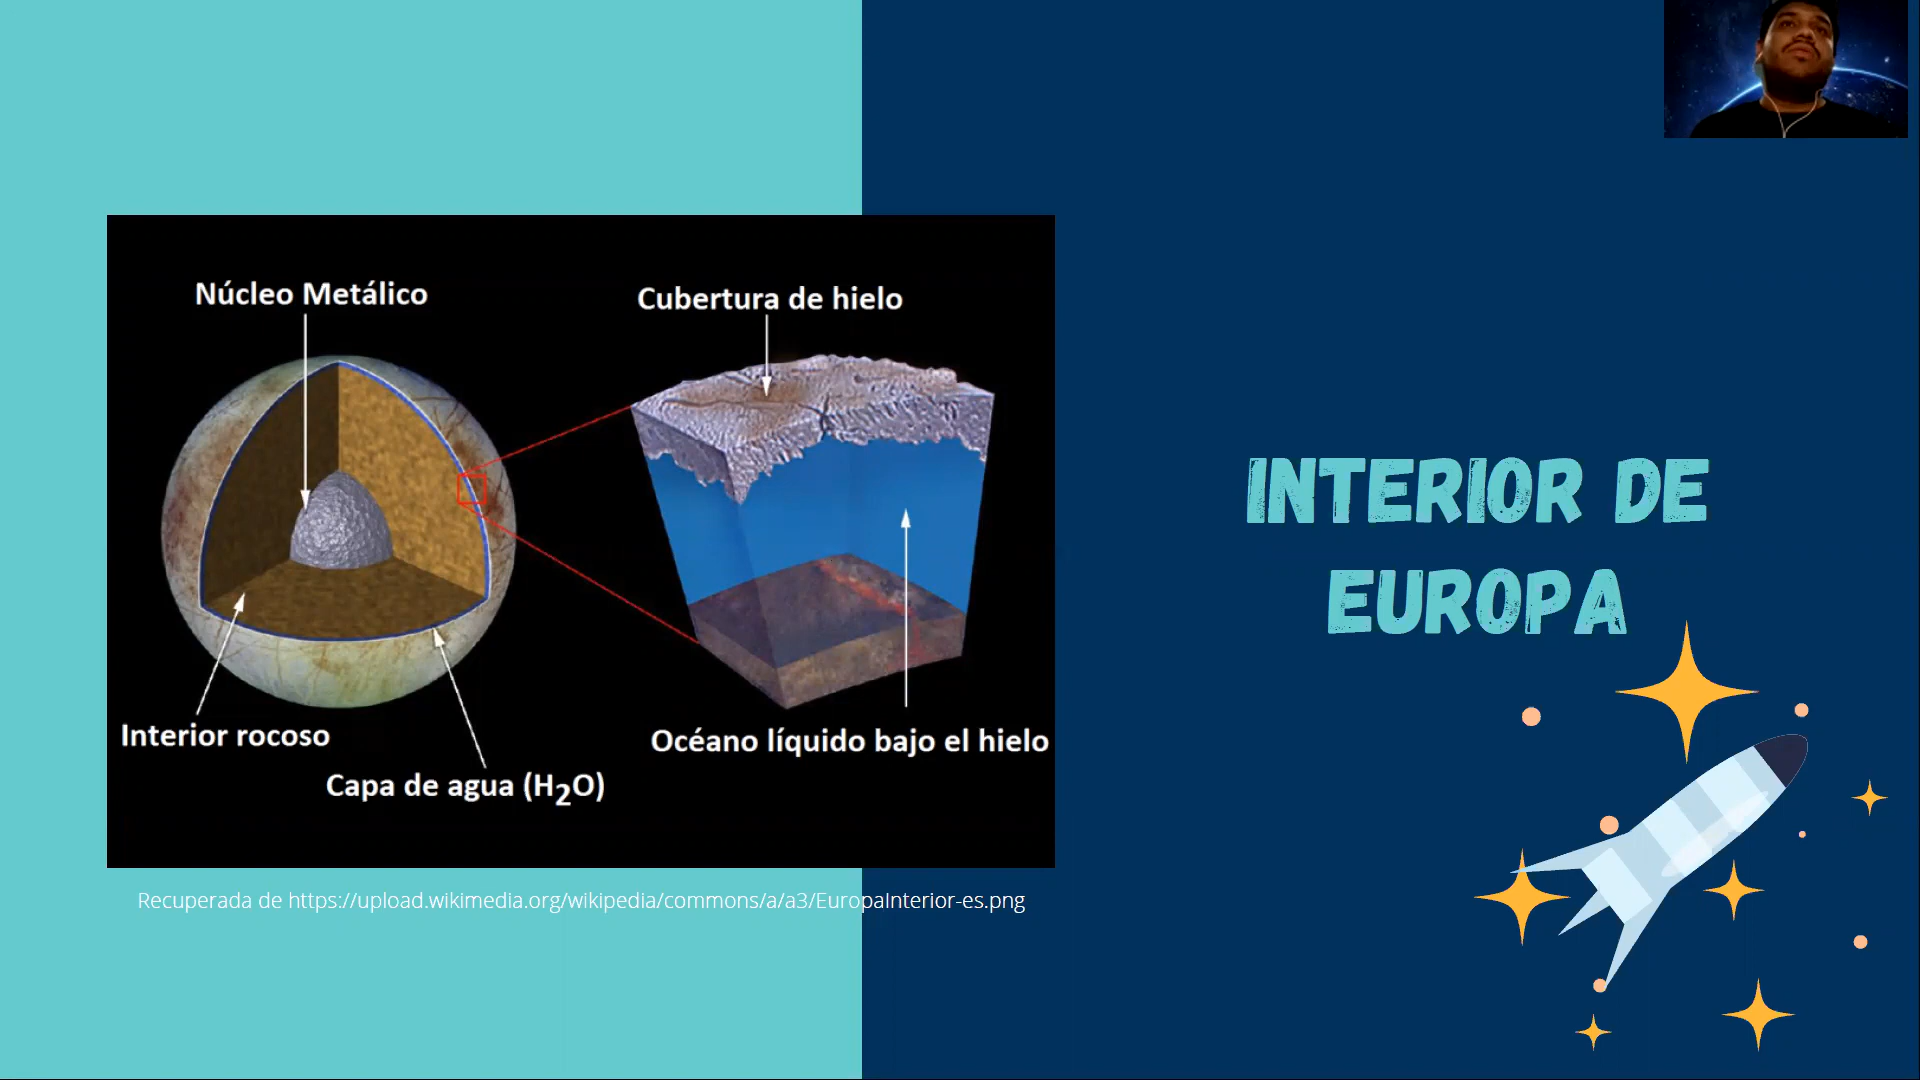 Núcleo Metálico
Cubertura de hielo
Interior rocoso
Capa de agua (H₂O)
Océano líquido bajo el hielo
Recuperada de https://upload.wikimedia.org/wikipedia/commons/a/a3/EuropaInterior-es.png
INTERIOR DE
EUROPA